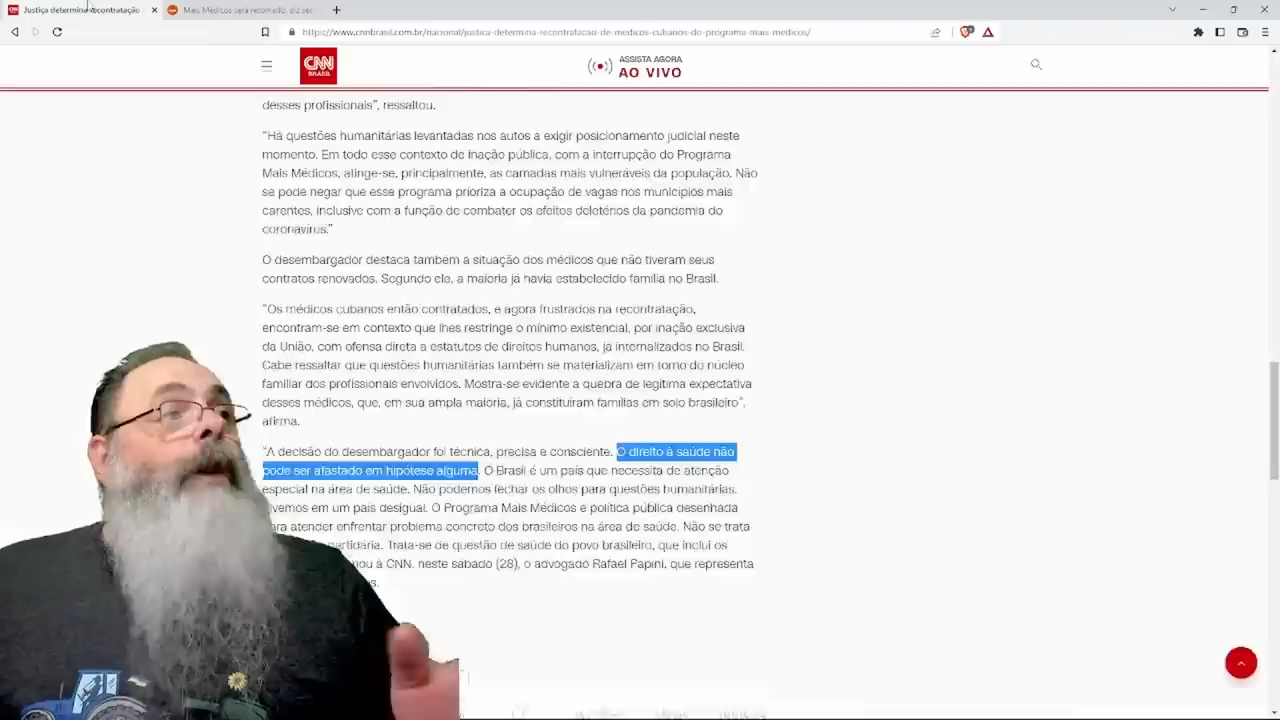 Justiça determina recontratação
Mais Médicos será retomado, diz sec
https://www.cnnbrasil.com.br/nacional/justica-determina-recontratacao-de-medicos-cubanos-do-programa-mais-medicos/
CNN
BRASIL
ASSISTA AGORA
AO VIVO
desses profissionais", ressaltou.
"Há questões humanitárias levantadas nos autos a exigir posicionamento judicial neste
momento. Em todo esse contexto de inação pública, com a interrupção do Programa
Mais Médicos, atinge-se, principalmente, as camadas mais vulneráveis da população. Não
se pode negar que esse programa prioriza a ocupação de vagas nos municípios mais
carentes, inclusive com a função de combater os efeitos deletérios da pandemia do
coronavírus."
O desembargador destaca também a situação dos médicos que não tiveram seus
contratos renovados. Segundo ele, a maioria já havia estabelecido família no Brasil.
"Os médicos cubanos então contratados, e agora frustrados na recontratação,
encontram-se em contexto que lhes restringe o mínimo existencial, por inação exclusiva
da União, com ofensa direta a estatutos de direitos humanos, já internalizados no Brasil.
Cabe ressaltar que questões humanitárias também se materializam em torno do núcleo
familiar dos profissionais envolvidos. Mostra-se evidente a quebra de legítima expectativa
desses médicos, que, em sua ampla maioria, já constituíram famílias em solo brasileiro",
afirma.
"A decisão do desembargador foi técnica, precisa e consciente. O direito à saúde não
pode ser afastado em hipótese alguma. O Brasil é um país que necessita de atenção
especial na área de saúde. Não podemos fechar os olhos para questões humanitárias.
vemos em um país desigual. O Programa Mais Médicos é política pública desenhada
atender enfrentar problema concreto dos brasileiros na área de saúde. Não se trata
partidária. Trata-se de questão de saúde do povo brasileiro, que inclui os
à CNN, neste sábado (28), o advogado Rafael Papini, que representa